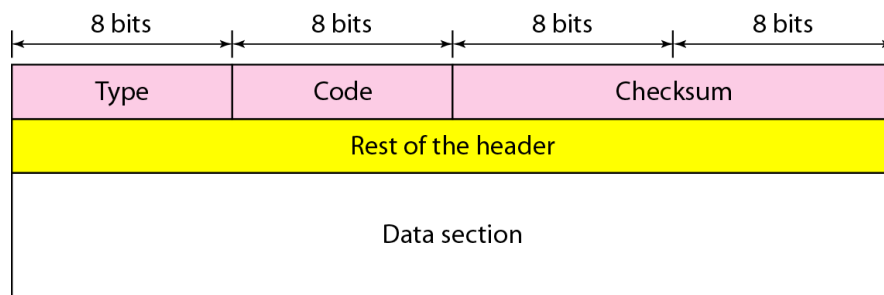 8 bits 8 bits 8 bits 8 bits
Type Code Checksum
Rest of the header
Data section